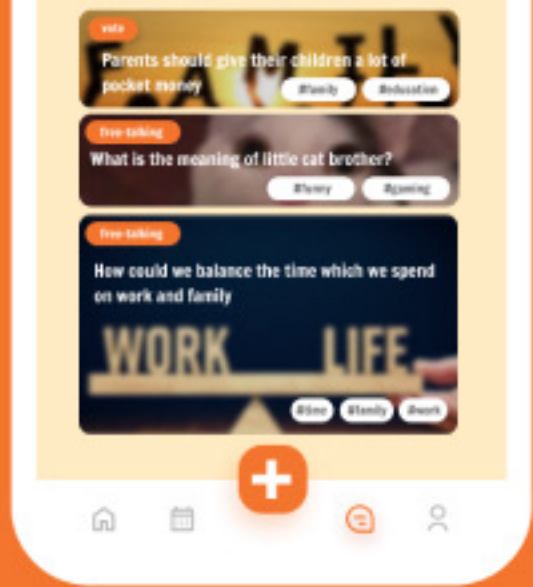 vote
Parents should give their children a lot of
pocket money
#family
#education
free-talking
What is the meaning of little cat brother?
#funny
#gaming
free-talking
How could we balance the time which we spend
on work and family
WORK LIFE
#time
#family
#work